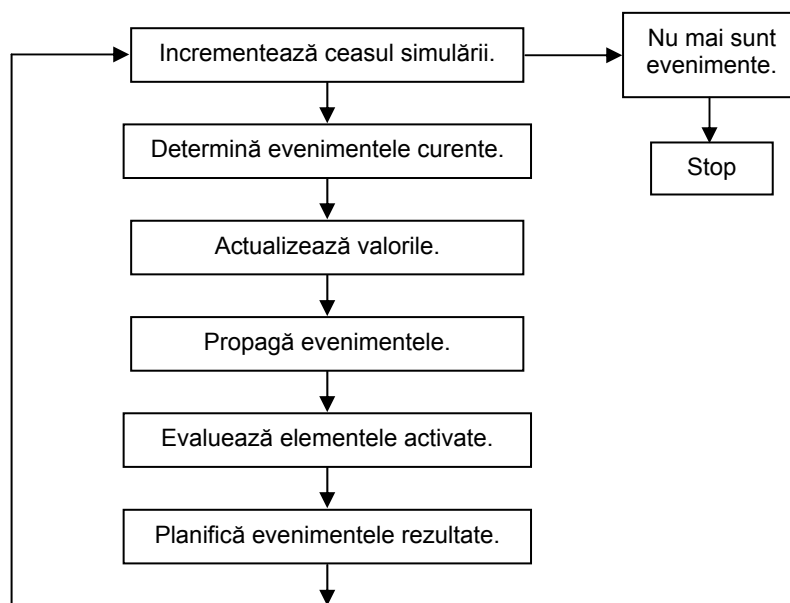 Incrementează ceasul simulării.
Nu mai sunt
evenimente.
Determină evenimentele curente.
Stop
Actualizează valorile.
Propagă evenimentele.
Evaluează elementele activate.
Planifică evenimentele rezultate.